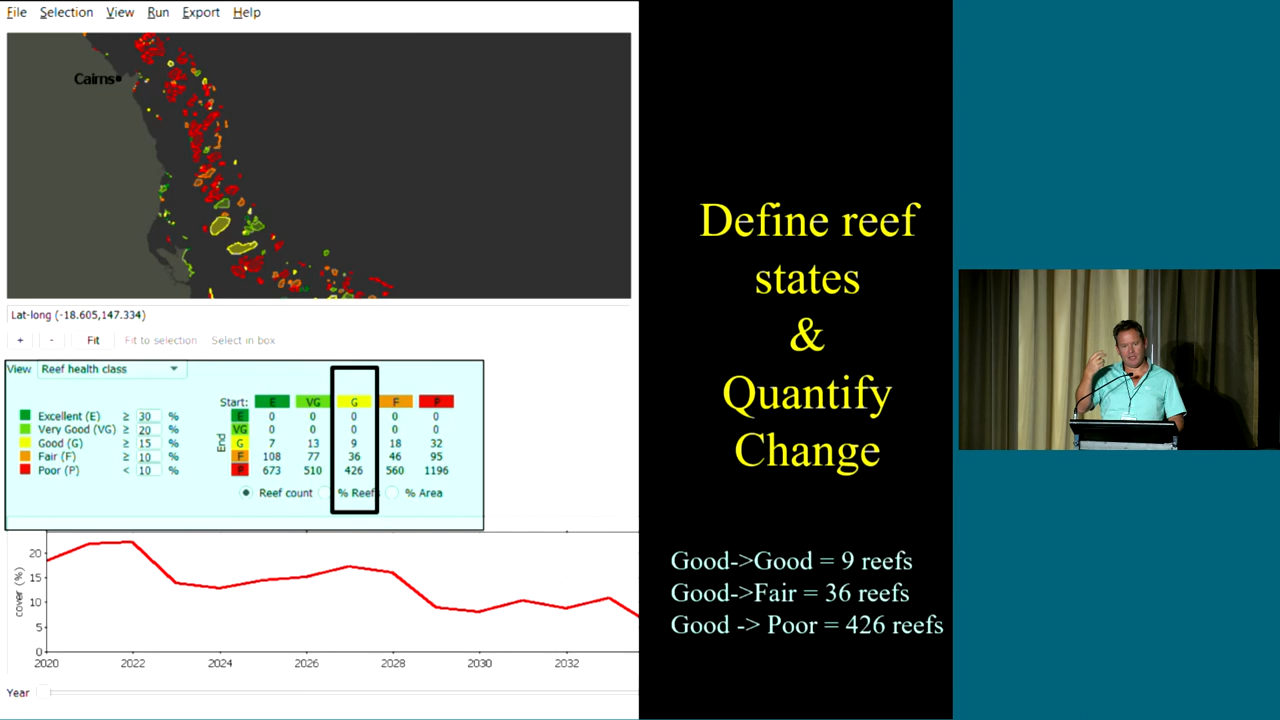 File Selection View Run Export Help
Cairns
Lat-long (-18.605,147.334)
+ - Fit Fit to selection Select in box
View Reef health class
Start: E VG G F P
Excellent (E) ≥ 30 % E 0 0 0 0 0
Very Good (VG) ≥ 20 % VG 0 0 0 0 0
Good (G) ≥ 15 % G 7 13 9 18 32
Fair (F) ≥ 10 % F 108 77 36 46 95
Poor (P) < 10 % P 673 510 426 560 1196
End
Reef count % Reefs % Area
cover (%)
20
15
10
5
0
2020 2022 2024 2026 2028 2030 2032
Year
Define reef
states
&
Quantify
Change
Good->Good = 9 reefs
Good->Fair = 36 reefs
Good -> Poor = 426 reefs